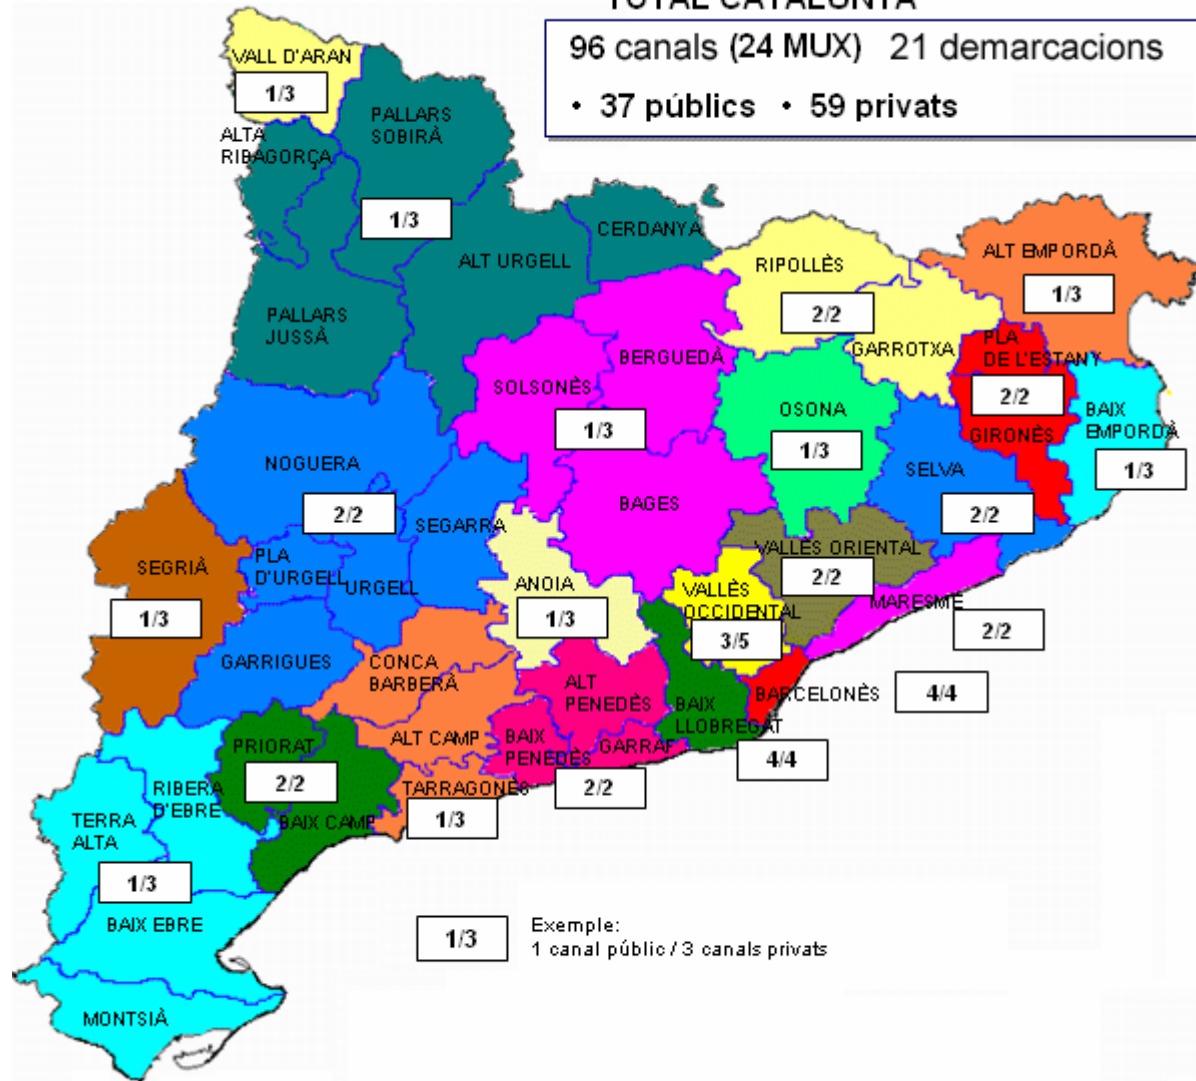 TOTAL CATALUNYA
96 canals (24 MUX) 21 demarcacions
• 37 públics • 59 privats
VALL D'ARAN
1/3
PALLARS
SOBIRÀ
ALTA
RIBAGORÇA
1/3
CERDANYA
ALT URGELL
PALLARS
JUSSÀ
RIPOLLÈS
2/2
GARROTXA
ALT EMPORDÀ
1/3
PLA
DE L'ESTANY
2/2
GIRONÈS
BAIX
EMPORDÀ
1/3
BERGUEDÀ
SOLSONÈS
1/3
BAGES
OSONA
1/3
SELVA
2/2
NOGUERA
2/2
SEGARRA
PLA
D'URGELL
URGELL
GARRIGUES
SEGRIÀ
1/3
ANOIA
1/3
VALLÈS ORIENTAL
2/2
VALLÈS
OCCIDENTAL
3/5
MARESME
2/2
BARCELONÈS
4/4
BAIX
LLOBREGAT
4/4
CONCA
BARBERÀ
ALT CAMP
TARRAGONÈS
1/3
ALT
PENEDÈS
BAIX
PENEDÈS
GARRAF
2/2
PRIORAT
2/2
BAIX CAMP
RIBERA
D'EBRE
TERRA
ALTA
1/3
BAIX EBRE
MONTSIÀ
1/3
Exemple:
1 canal públic / 3 canals privats